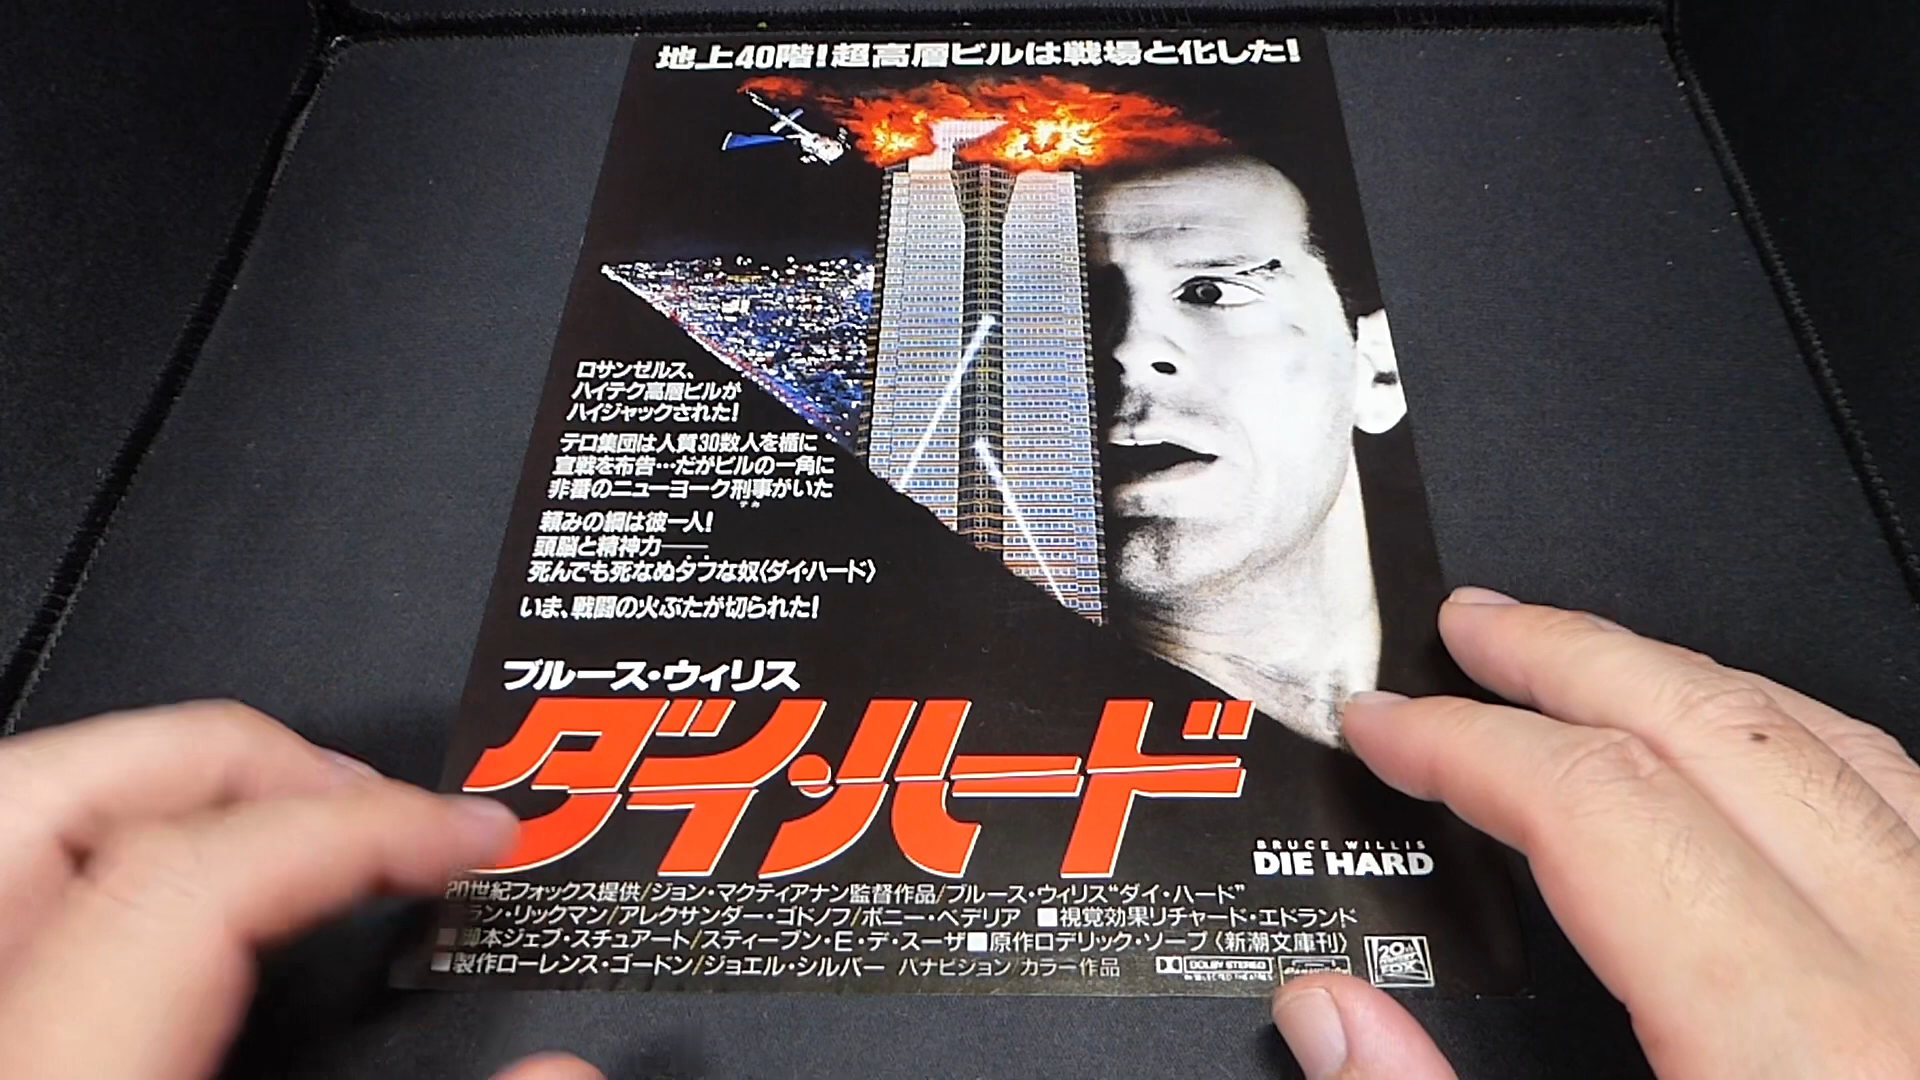 地上40階!超高層ビルは戦場と化した!
ロサンゼルス、
ハイテク高層ビルが
ハイジャックされた!
テロ集団は人質30数人を楯に
宣戦を布告…だがビルの一角に
非番のニューヨーク刑事がいた
デカ
頼みの綱は彼一人!
頭脳と精神力——
死んでも死なぬタフな奴〈ダイ・ハード〉
いま、戦闘の火ぶたが切られた!
ブルース・ウィリス
ダイ・ハード
BRUCE WILLIS
DIE HARD
20世紀フォックス提供/ジョン・マクティアナン監督作品/ブルース・ウィリス“ダイ・ハード”
ラン・リックマン/アレクサンダー・ゴドノフ/ボニー・ベデリア ■視覚効果リチャード・エドランド
■脚本ジェブ・スチュアート/スティーブン・E・デ・スーザ■原作ロデリック・ソープ〈新潮文庫刊〉
■製作ローレンス・ゴードン/ジョエル・シルバー パナビジョン/カラー作品 DOLBY STEREO
20th CENTURY FOX